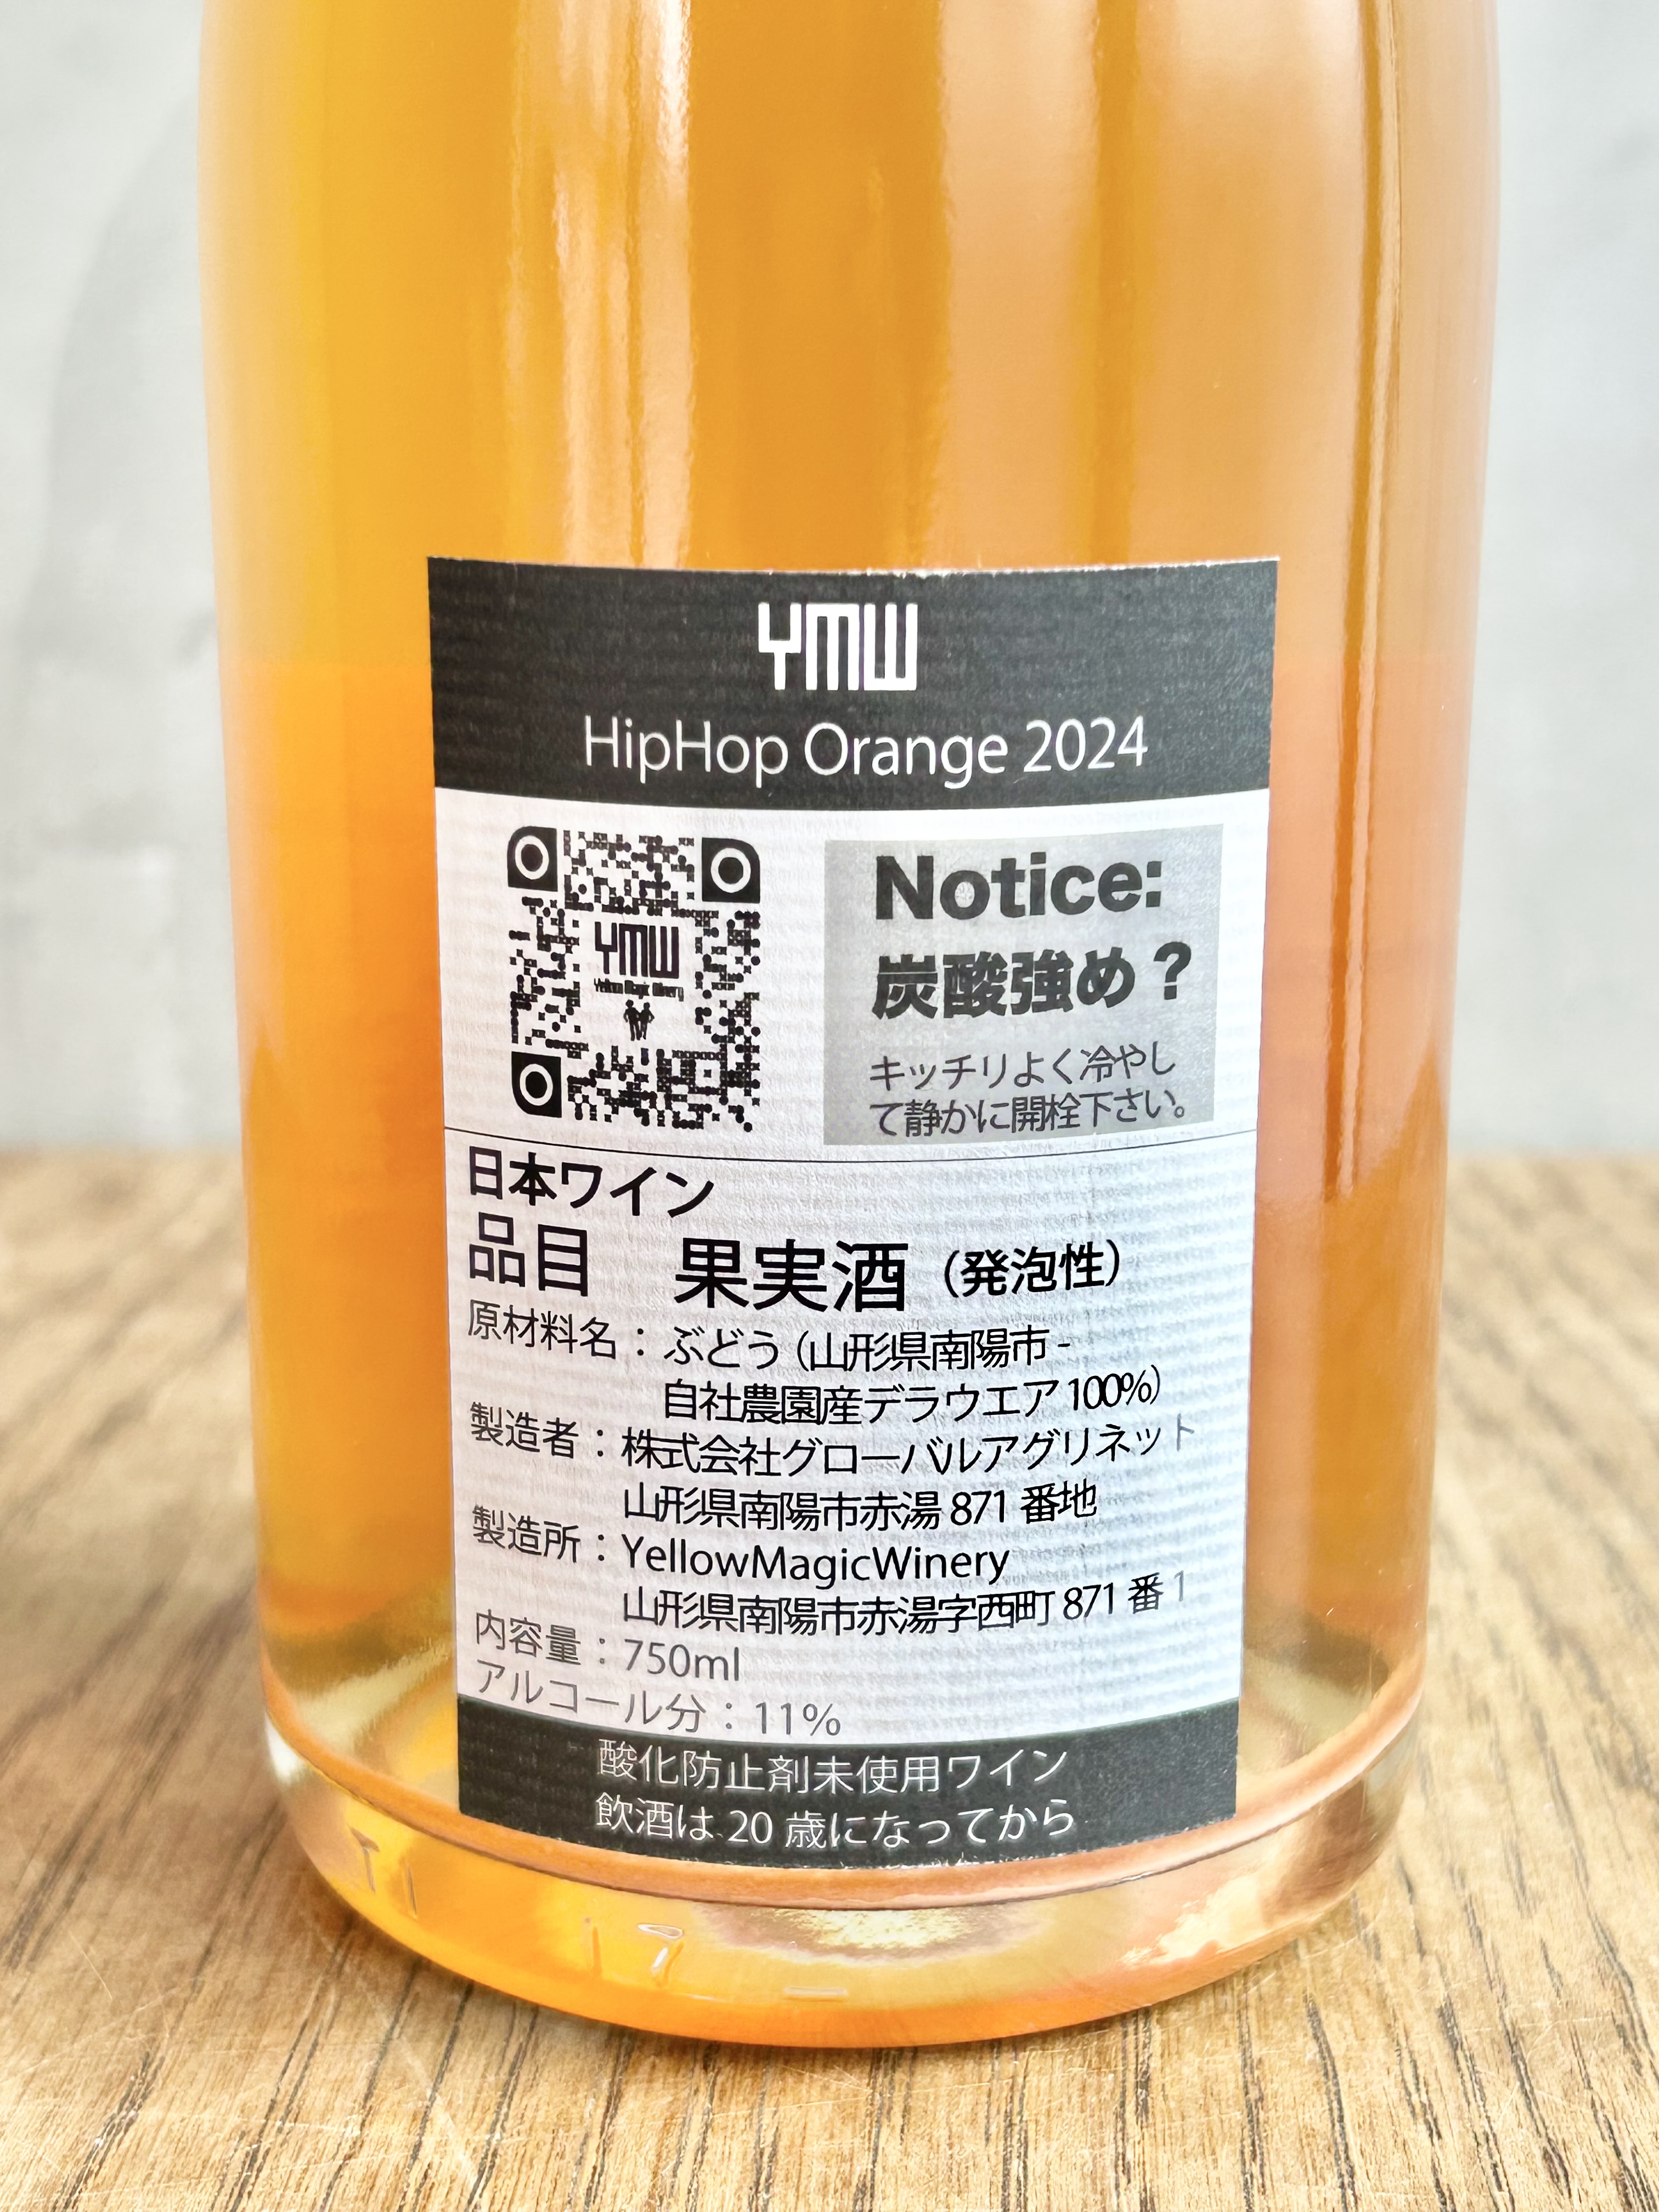 YMW
HipHop Orange 2024
YMW
Yellow Magic Winery
Notice:
炭酸強め？
キッチリよく冷やし
て静かに開栓下さい。
日本ワイン
品目 果実酒（発泡性）
原材料名：ぶどう（山形県南陽市 -
自社農園産デラウエア 100%）
製造者：株式会社グローバルアグリネット
山形県南陽市赤湯 871 番地
製造所：YellowMagicWinery
山形県南陽市赤湯字西町 871 番 1
内容量：750ml
アルコール分：11%
酸化防止剤未使用ワイン
飲酒は 20 歳になってから
17